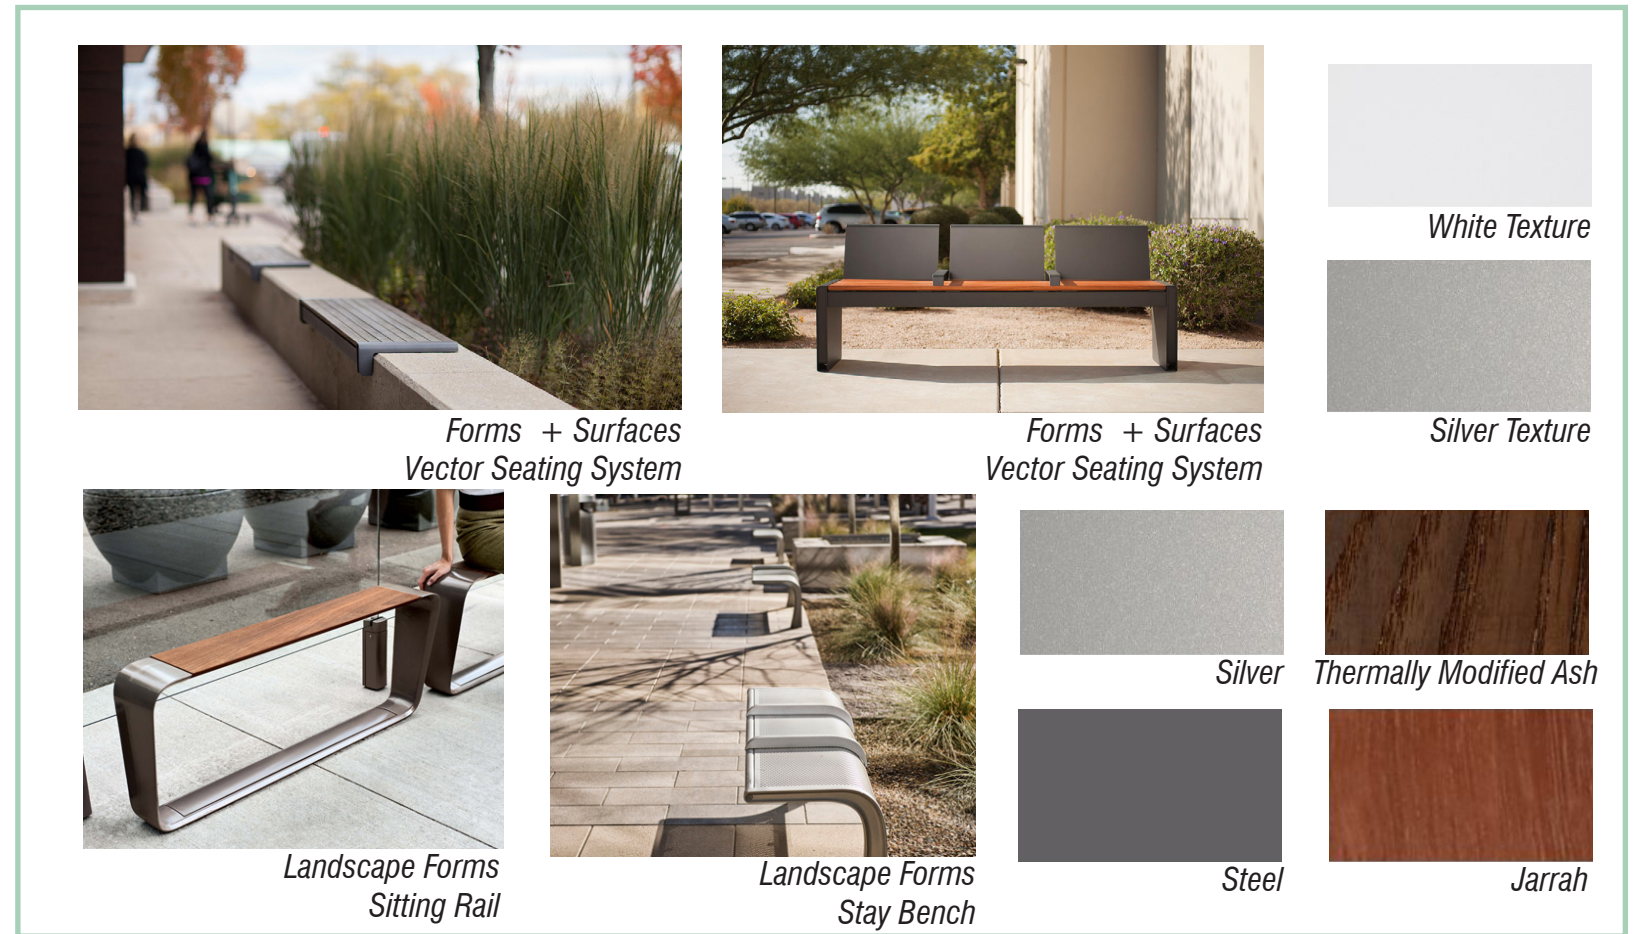 White Texture
Silver Texture
Forms + Surfaces
Vector Seating System
Forms + Surfaces
Vector Seating System
Silver
Thermally Modified Ash
Steel
Jarrah
Landscape Forms
Sitting Rail
Landscape Forms
Stay Bench